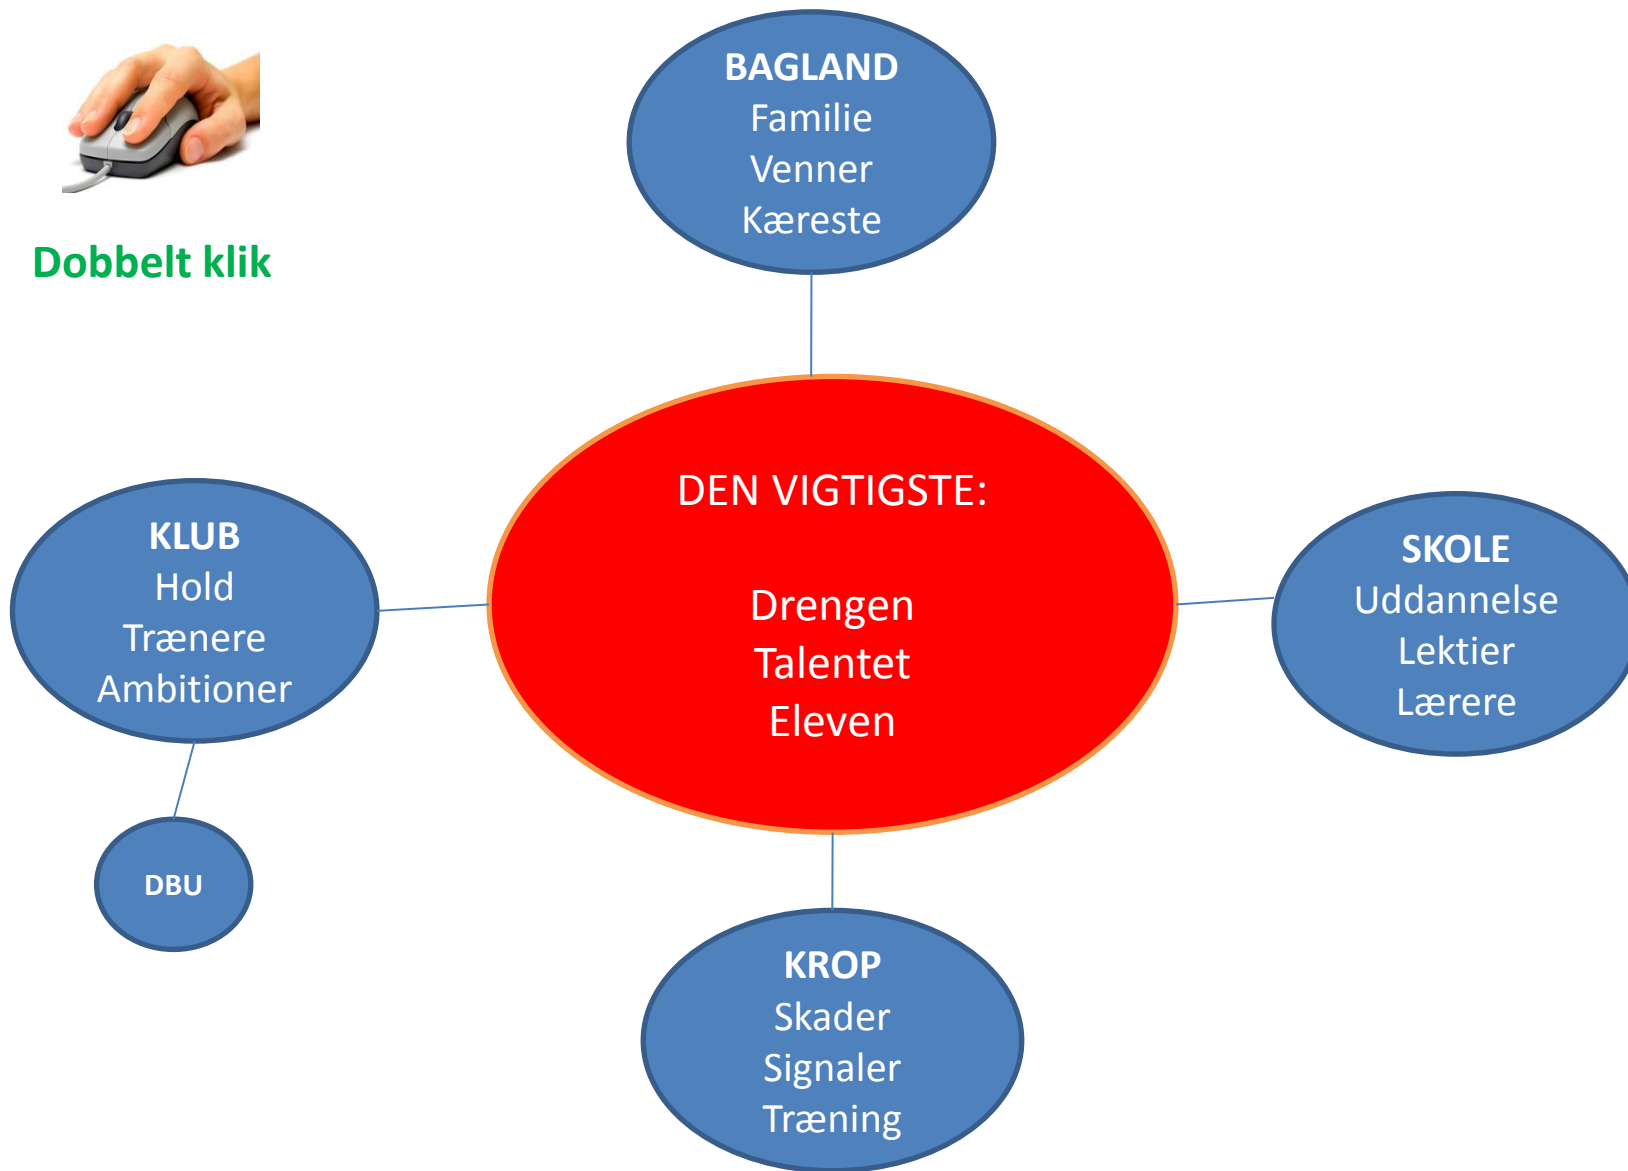 Dobbelt klik
BAGLAND
Familie
Venner
Kæreste
DEN VIGTIGSTE:
Drengen
Talentet
Eleven
KLUB
Hold
Trænere
Ambitioner
SKOLE
Uddannelse
Lektier
Lærere
DBU
KROP
Skader
Signaler
Træning